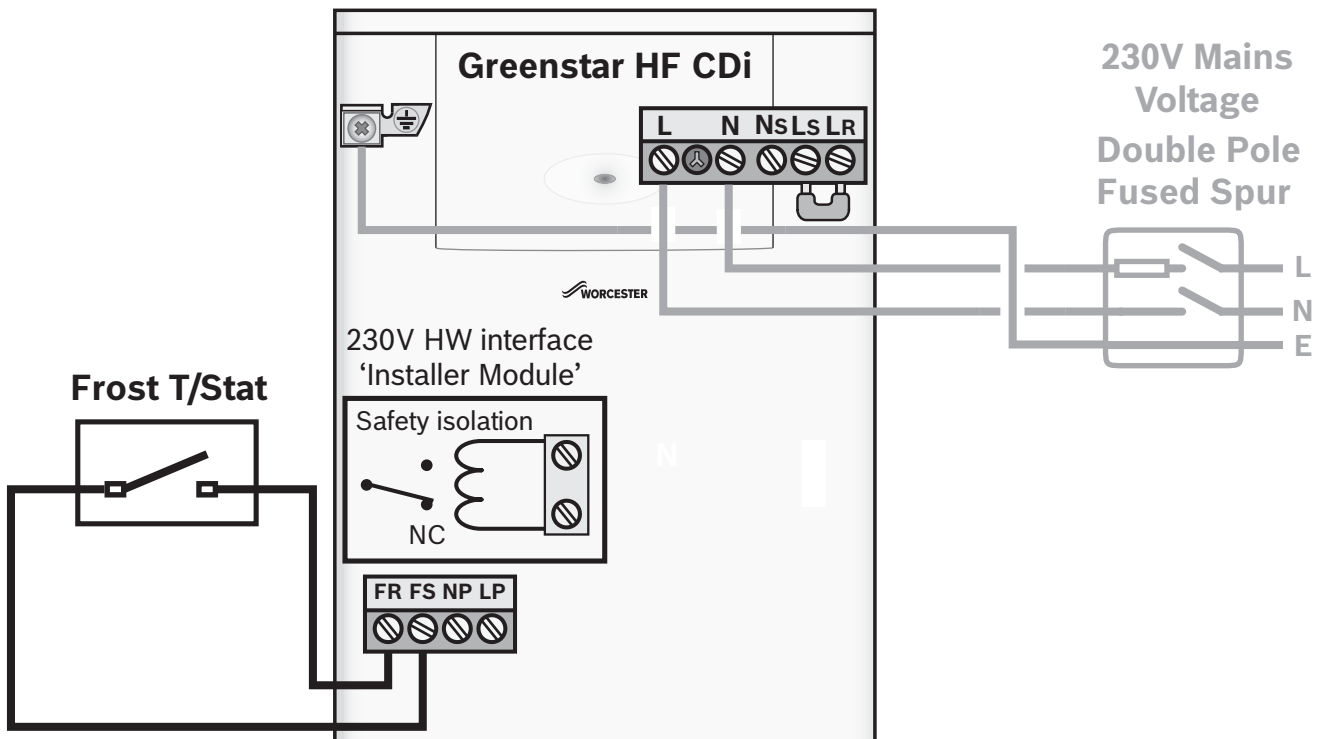 Greenstar HF CDi
L N NS LS LR
230V Mains
Voltage
Double Pole
Fused Spur
L
N
E
WORCESTER
230V HW interface
‘Installer Module’
Frost T/Stat
Safety isolation
N
NC
FR FS NP LP